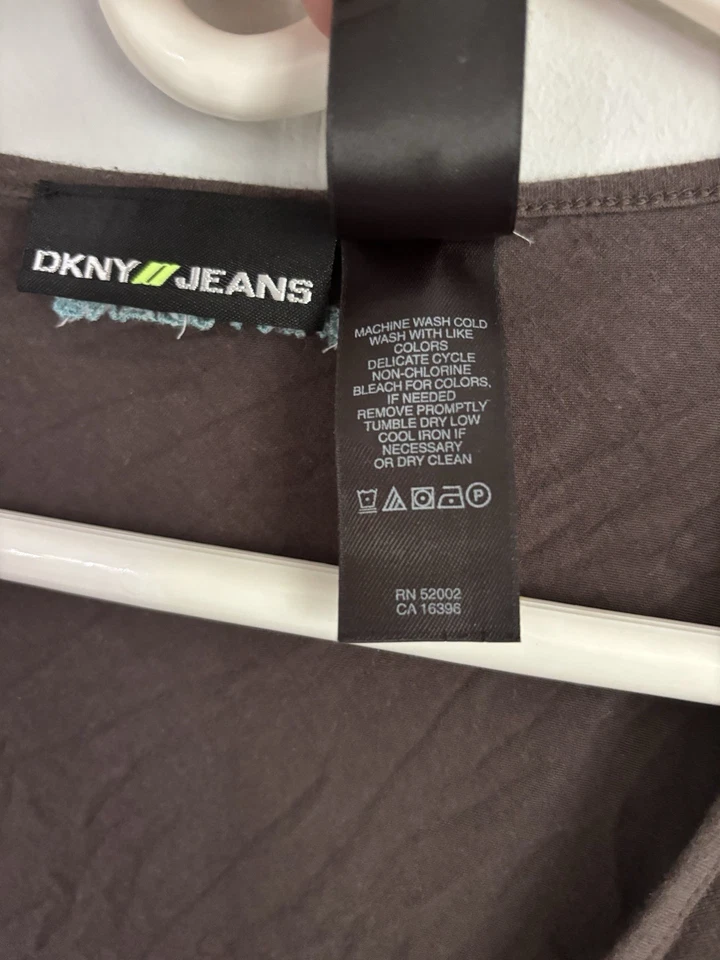 DKNY//JEANS
MACHINE WASH COLD
WASH WITH LIKE
COLORS
DELICATE CYCLE
NON-CHLORINE
BLEACH FOR COLORS,
IF NEEDED
REMOVE PROMPTLY
TUMBLE DRY LOW
COOL IRON IF
NECESSARY
OR DRY CLEAN
P
RN 52002
CA 16396